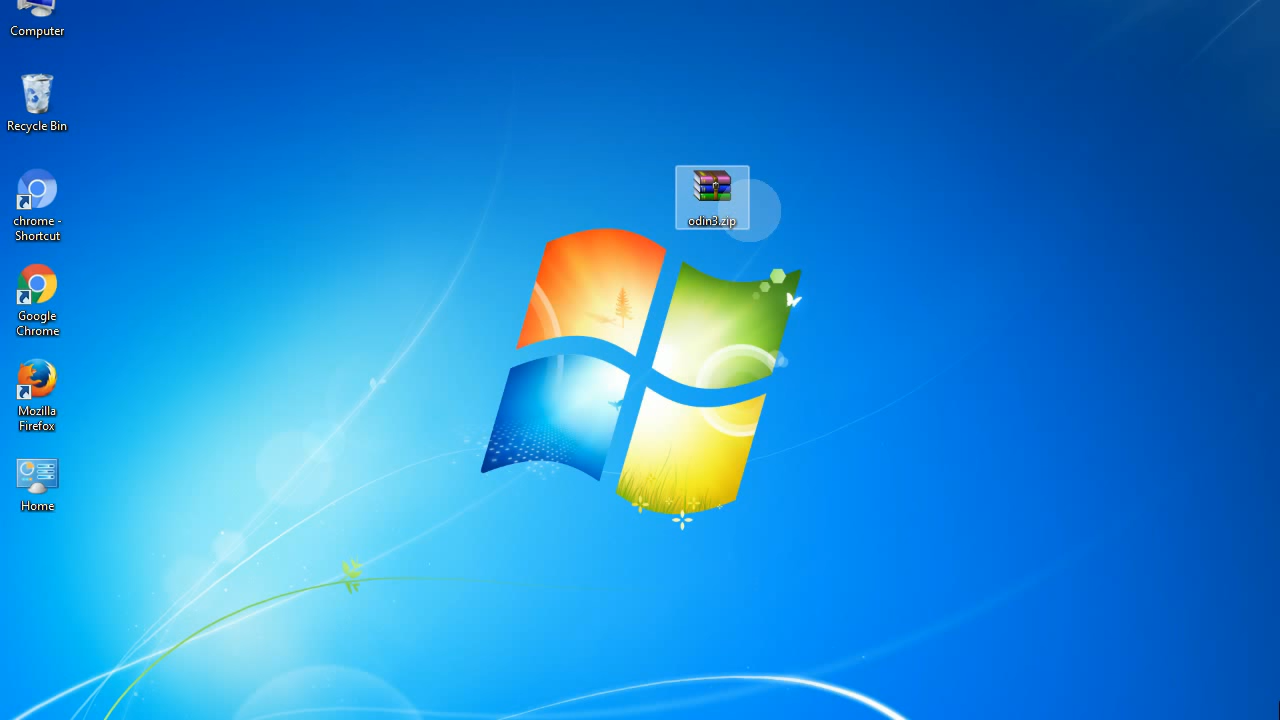 Computer
Recycle Bin
chrome -
Shortcut
Google
Chrome
Mozilla
Firefox
Home
odin3.zip